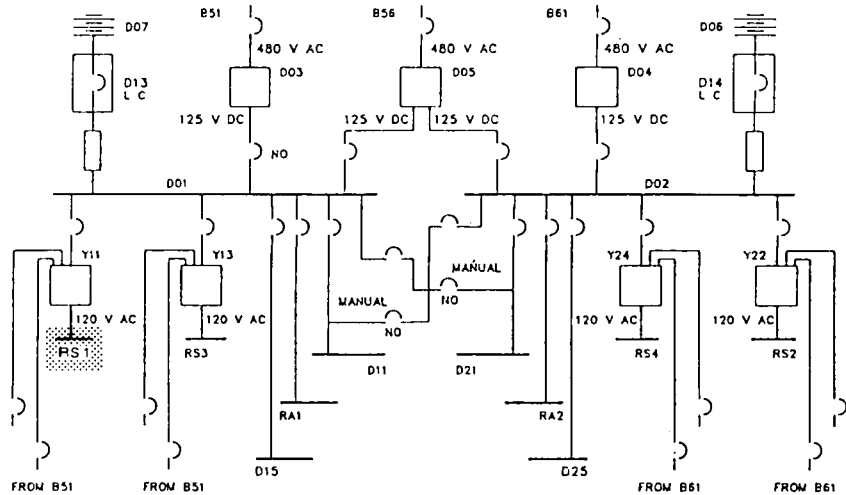 B51
B56
B61
D07
D06
480 V AC
480 V AC
480 V AC
D13
L C
D03
D05
D04
D14
L C
125 V DC
125 V DC
125 V DC
125 V DC
NO
D01
D02
Y11
Y13
Y24
Y22
MANUAL
MANUAL
NO
NO
120 V AC
120 V AC
120 V AC
120 V AC
RS1
RS3
D11
D21
RS4
RS2
RA1
RA2
D15
D25
FROM B51
FROM B51
FROM B61
FROM B61